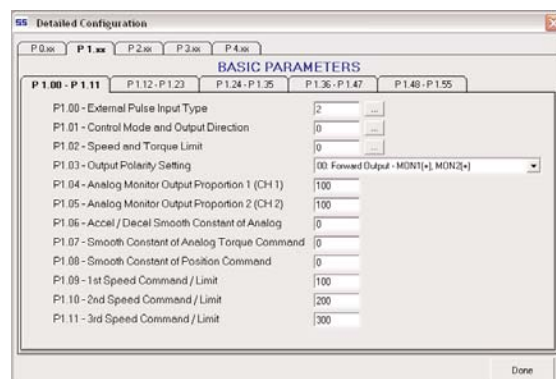 SS Detailed Configuration
P 0.xx P 1.xx P 2.xx P 3.xx P 4.xx
BASIC PARAMETERS
P 1.00 - P 1.11 P 1.12 - P 1.23 P 1.24 - P 1.35 P 1.36 - P 1.47 P 1.48 - P 1.55
P1.00 - External Pulse Input Type 2 ...
P1.01 - Control Mode and Output Direction 0 ...
P1.02 - Speed and Torque Limit 0 ...
P1.03 - Output Polarity Setting 00: Forward Output - MON1(+), MON2(+)
P1.04 - Analog Monitor Output Proportion 1 (CH 1) 100
P1.05 - Analog Monitor Output Proportion 2 (CH 2) 100
P1.06 - Accel / Decel Smooth Constant of Analog 0
P1.07 - Smooth Constant of Analog Torque Command 0
P1.08 - Smooth Constant of Position Command 0
P1.09 - 1st Speed Command / Limit 100
P1.10 - 2nd Speed Command / Limit 200
P1.11 - 3rd Speed Command / Limit 300
Done